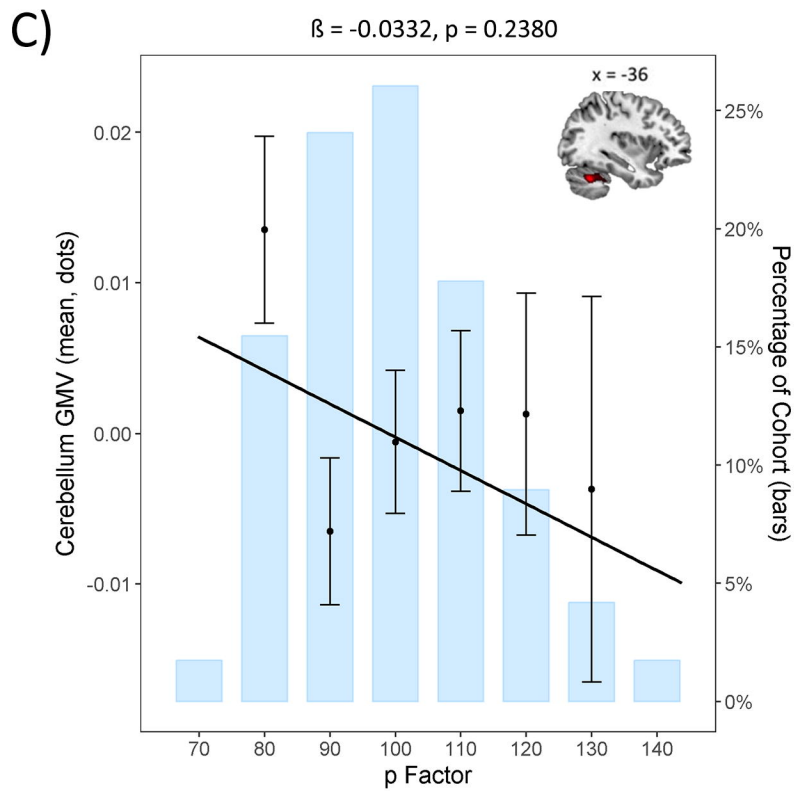 C)
ß = -0.0332, p = 0.2380
x = -36
0.02
0.01
0.00
-0.01
Cerebellum GMV (mean, dots)
25%
20%
15%
10%
5%
0%
Percentage of Cohort (bars)
70 80 90 100 110 120 130 140
p Factor